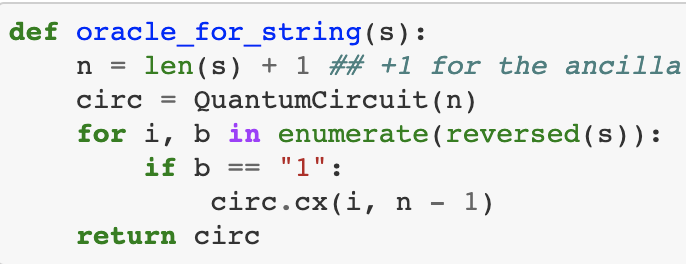 def oracle_for_string(s):
    n = len(s) + 1 ## +1 for the ancilla
    circ = QuantumCircuit(n)
    for i, b in enumerate(reversed(s)):
        if b == "1":
            circ.cx(i, n - 1)
    return circ